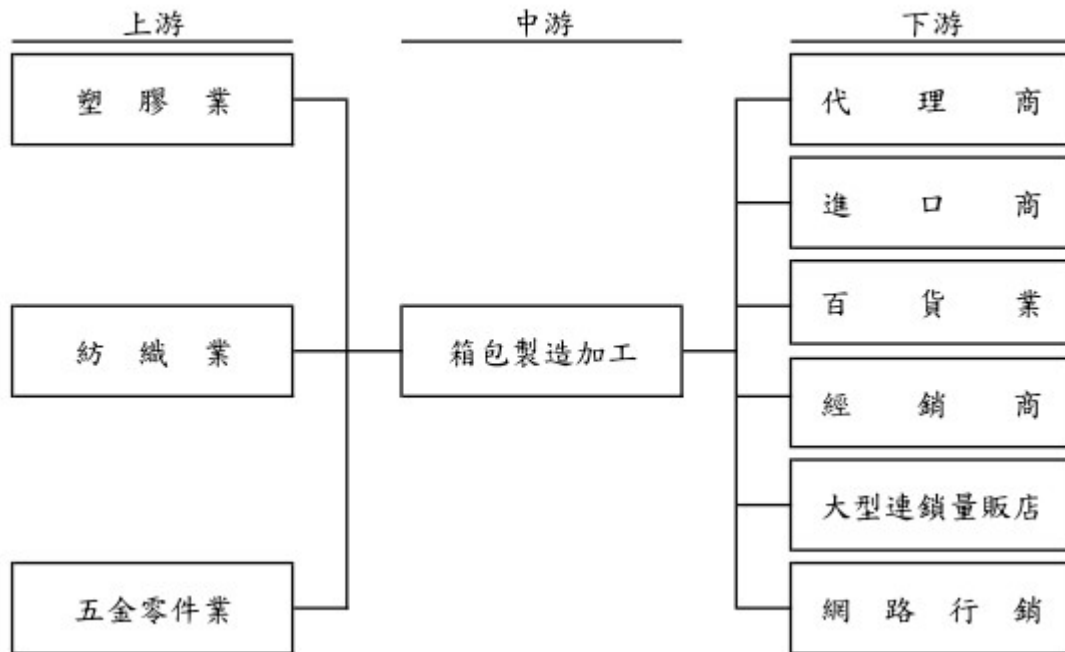 上游
中游
下游
塑膠業
紡織業
五金零件業
箱包製造加工
代理商
進口商
百貨業
經銷商
大型連鎖量販店
網路行銷